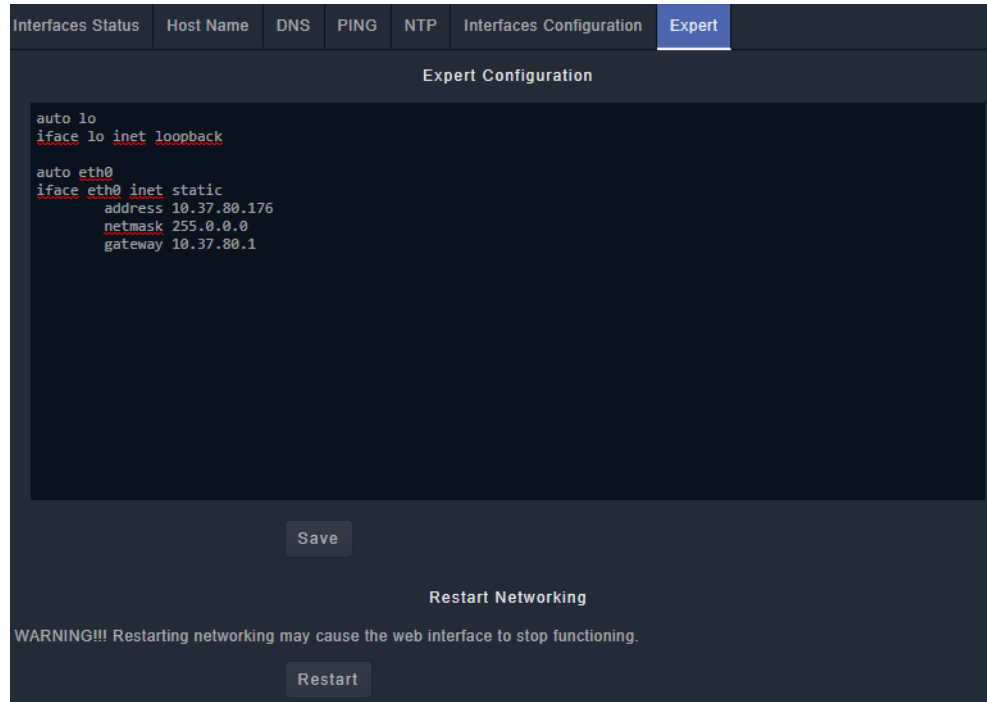 Interfaces Status Host Name DNS PING NTP Interfaces Configuration Expert
Expert Configuration
auto lo
iface lo inet loopback
auto eth0
iface eth0 inet static
address 10.37.80.176
netmask 255.0.0.0
gateway 10.37.80.1
Save
Restart Networking
WARNING!!! Restarting networking may cause the web interface to stop functioning.
Restart